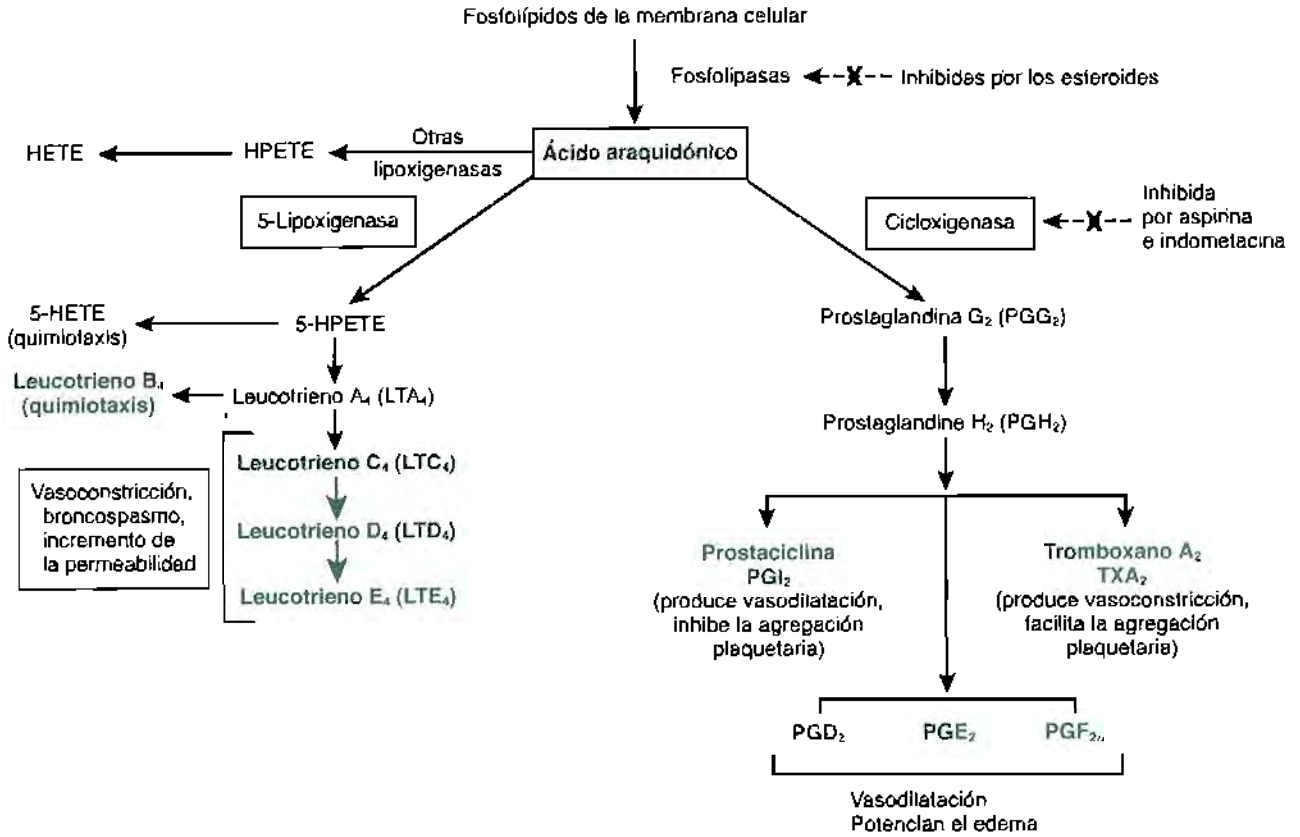 Fosfolípidos de la membrana celular
Fosfolipasas
Inhibidas por los esteroides
HETE
HPETE
Otras
lipoxigenasas
Ácido araquidónico
5-Lipoxigenasa
Cicloxigenasa
Inhibida
por aspirina
e indometacina
5-HETE
(quimiotaxis)
5-HPETE
Prostaglandina G₂ (PGG₂)
Leucotrieno B₄
(quimiotaxis)
Leucotrieno A₄ (LTA₄)
Prostaglandine H₂ (PGH₂)
Leucotrieno C₄ (LTC₄)
Vasoconstricción,
broncospasmo,
incremento de
la permeabilidad
Leucotrieno D₄ (LTD₄)
Leucotrieno E₄ (LTE₄)
Prostaciclina
PGI₂
(produce vasodilatación,
inhibe la agregación
plaquetaria)
Tromboxano A₂
TXA₂
(produce vasoconstricción,
facilita la agregación
plaquetaria)
PGD₂
PGE₂
PGF₂
Vasodilatación
Potencian el edema